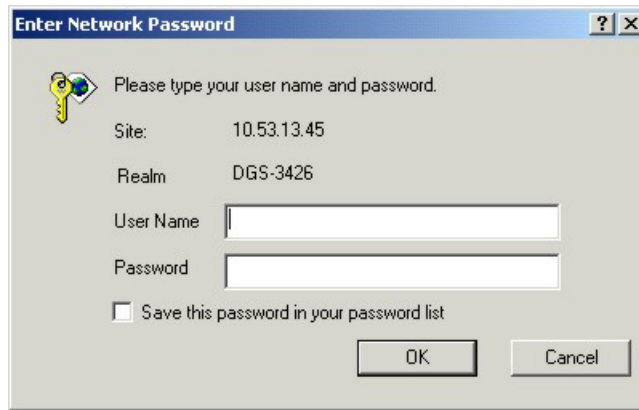 Enter Network Password
? X
Please type your user name and password.
Site: 10.53.13.45
Realm DGS-3426
User Name
Password
Save this password in your password list
OK Cancel